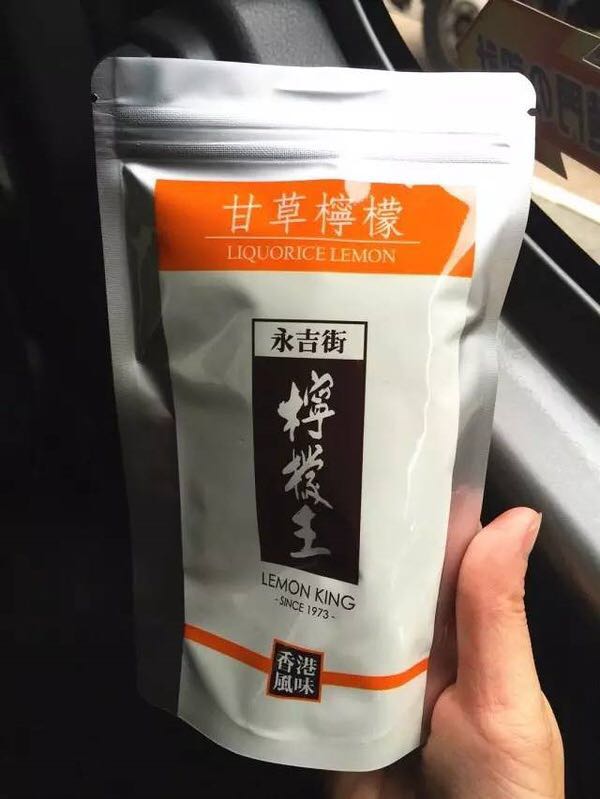 甘草檸檬
LIQUORICE LEMON
永吉街
檸檬王
LEMON KING
- SINCE 1973 -
香港
風味